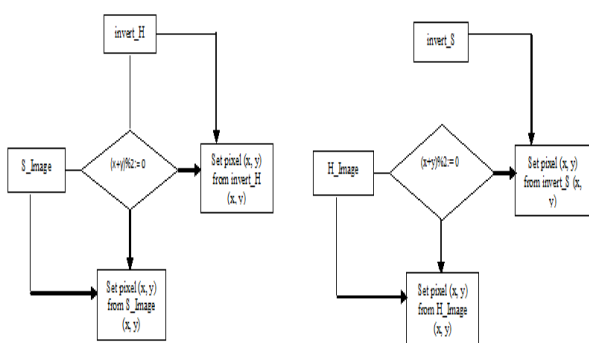 invert_H
S_Image
(x+y)%2:= 0
Set pixel (x, y)
from invert_H
(x, y)
Set pixel (x, y)
from S_Image
(x, y)
invert_S
H_Image
(x+y)%2:= 0
Set pixel (x, y)
from invert_S (x,
y)
Set pixel (x, y)
from H_Image
(x, y)